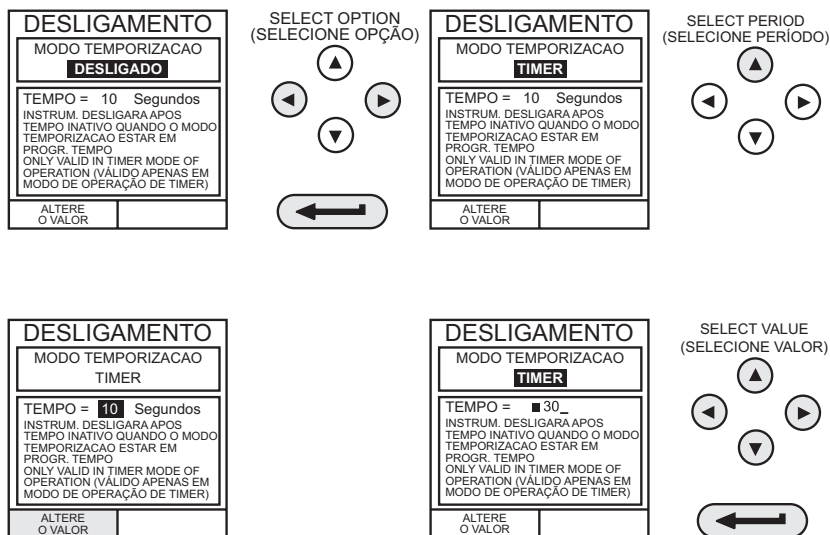 DESLIGAMENTO
MODO TEMPORIZACAO
DESLIGADO
TEMPO = 10 Segundos
INSTRUM. DESLIGARA APOS
TEMPO INATIVO QUANDO O MODO
TEMPORIZACAO ESTAR EM
PROGR. TEMPO
ONLY VALID IN TIMER MODE OF
OPERATION (VÁLIDO APENAS EM
MODO DE OPERAÇÃO DE TIMER)
ALTERE
O VALOR
SELECT OPTION
(SELECIONE OPÇÃO)
DESLIGAMENTO
MODO TEMPORIZACAO
TIMER
TEMPO = 10 Segundos
INSTRUM. DESLIGARA APOS
TEMPO INATIVO QUANDO O MODO
TEMPORIZACAO ESTAR EM
PROGR. TEMPO
ONLY VALID IN TIMER MODE OF
OPERATION (VÁLIDO APENAS EM
MODO DE OPERAÇÃO DE TIMER)
ALTERE
O VALOR
SELECT PERIOD
(SELECIONE PERÍODO)
DESLIGAMENTO
MODO TEMPORIZACAO
TIMER
TEMPO = 10 Segundos
INSTRUM. DESLIGARA APOS
TEMPO INATIVO QUANDO O MODO
TEMPORIZACAO ESTAR EM
PROGR. TEMPO
ONLY VALID IN TIMER MODE OF
OPERATION (VÁLIDO APENAS EM
MODO DE OPERAÇÃO DE TIMER)
ALTERE
O VALOR
DESLIGAMENTO
MODO TEMPORIZACAO
TIMER
TEMPO = ■30_
INSTRUM. DESLIGARA APOS
TEMPO INATIVO QUANDO O MODO
TEMPORIZACAO ESTAR EM
PROGR. TEMPO
ONLY VALID IN TIMER MODE OF
OPERATION (VÁLIDO APENAS EM
MODO DE OPERAÇÃO DE TIMER)
ALTERE
O VALOR
SELECT VALUE
(SELECIONE VALOR)